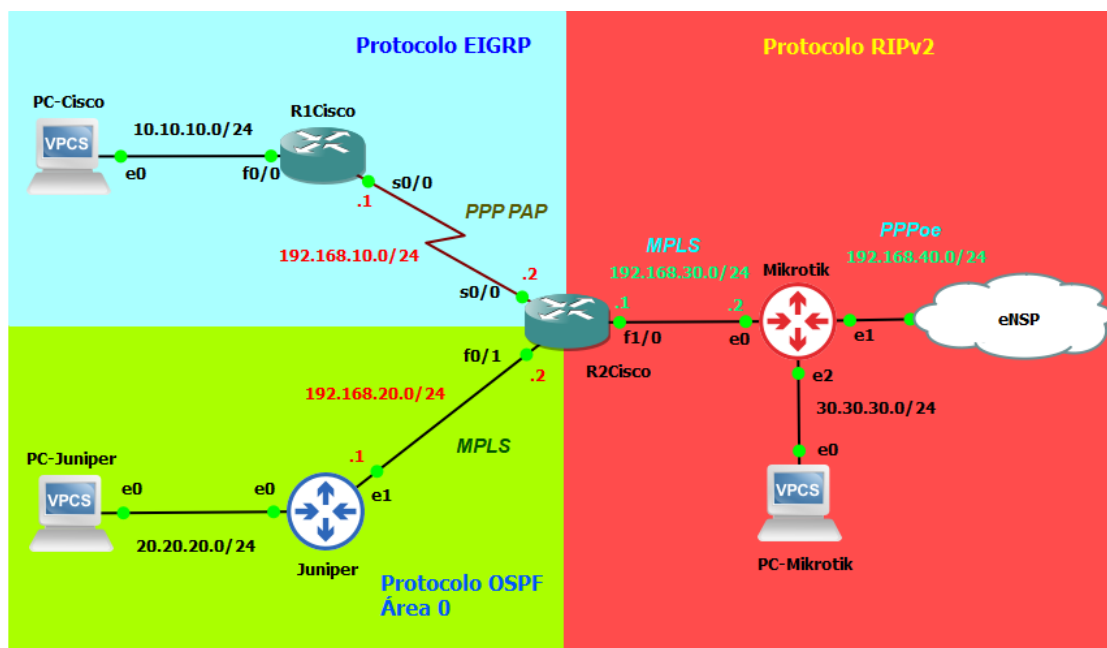 Protocolo EIGRP
PC-Cisco
VPCS
10.10.10.0/24
e0
f0/0
R1Cisco
s0/0
.1
PPP PAP
192.168.10.0/24
.2
s0/0
Protocolo RIPv2
MPLS
192.168.30.0/24
PPPoe
192.168.40.0/24
Mikrotik
.1
.2
f1/0
e0
e1
eNSP
R2Cisco
e2
30.30.30.0/24
e0
VPCS
PC-Mikrotik
f0/1
.2
192.168.20.0/24
MPLS
.1
e1
PC-Juniper
VPCS
e0
e0
20.20.20.0/24
Juniper
Protocolo OSPF
Área 0